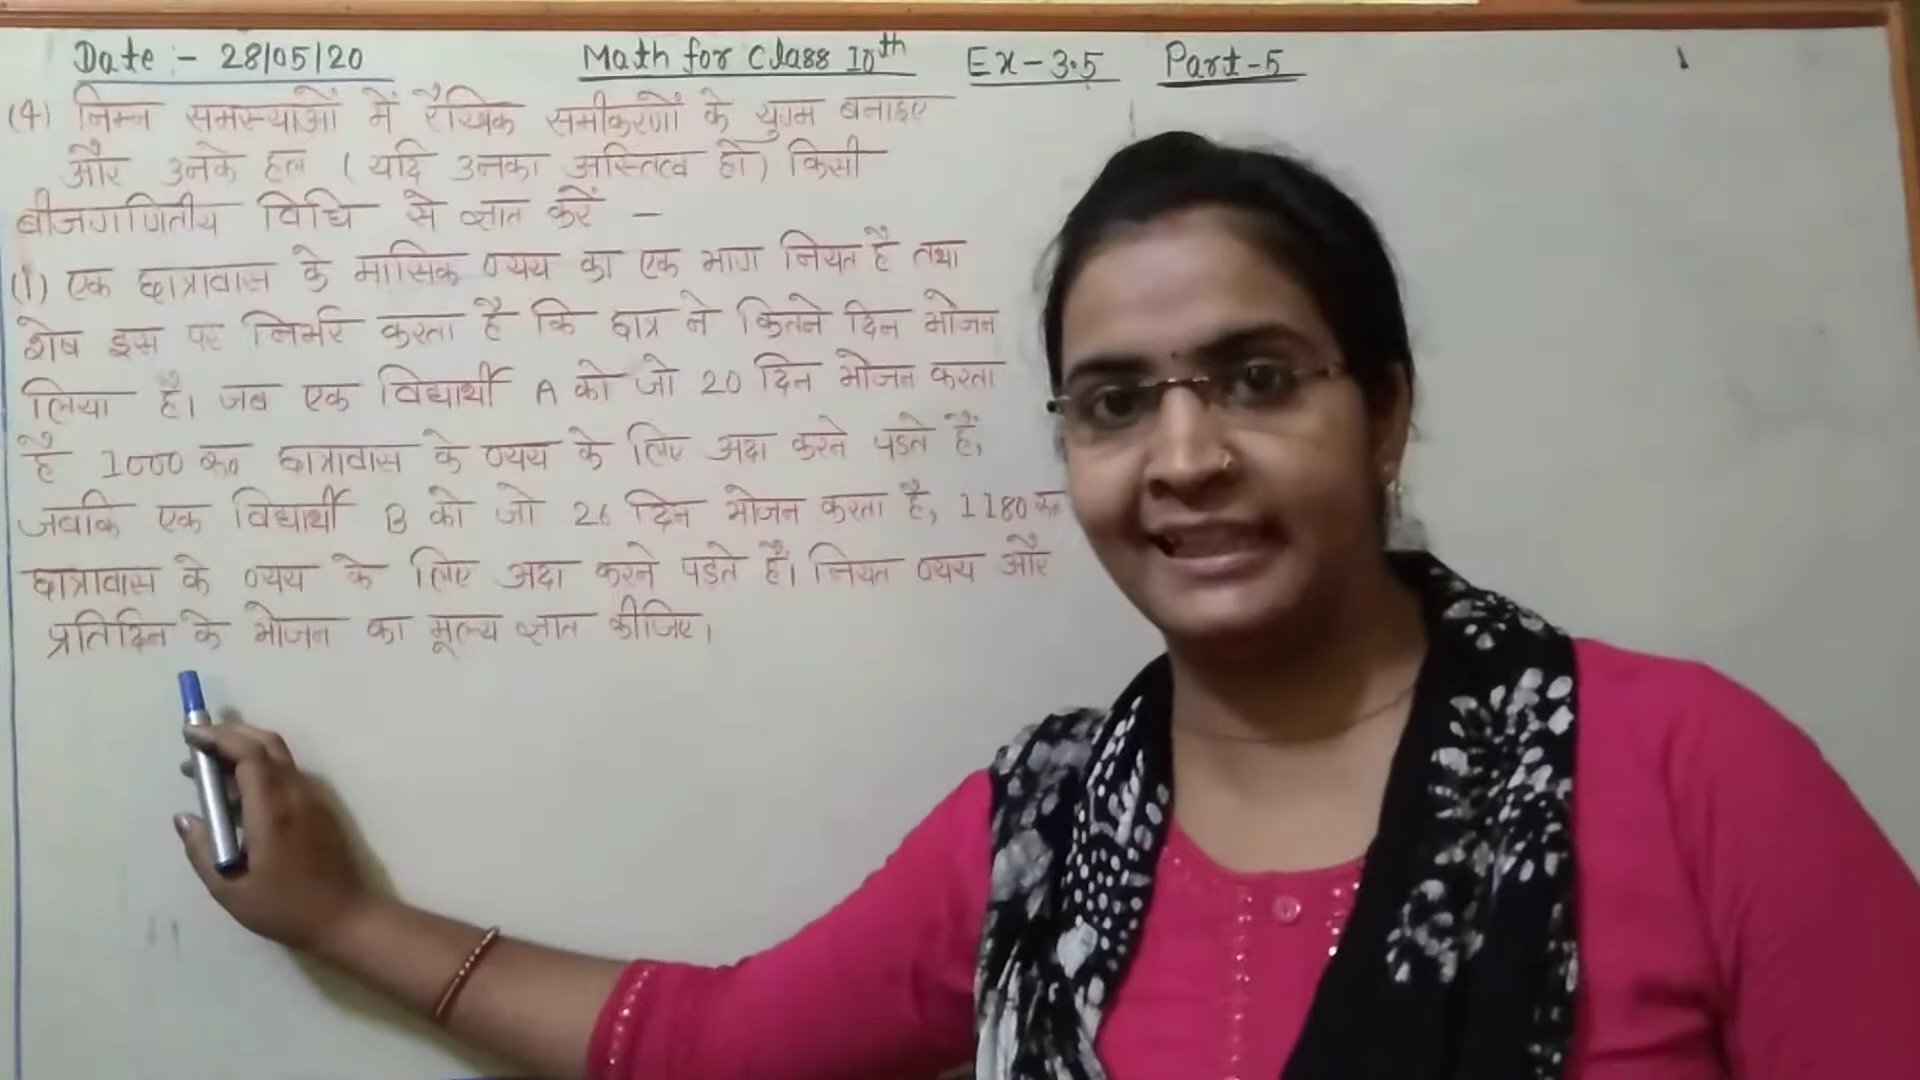 Date :- 28/05/20 Math for Class 10th Ex-3.5 Part-5 1
(4) निम्न समस्याओं में रैखिक समीकरणों के युग्म बनाइए
और उनके हल ( यदि उनका अस्तित्व हो ) किसी
बीजगणितीय विधि से ज्ञात करें -
(i) एक छात्रावास के मासिक व्यय का एक भाग नियत है तथा
शेष इस पर निर्भर करता है कि छात्र ने कितने दिन भोजन
लिया है। जब एक विद्यार्थी A को जो 20 दिन भोजन करता
है 1000 रू० छात्रावास के व्यय के लिए अदा करने पड़ते हैं,
जबकि एक विद्यार्थी B को जो 26 दिन भोजन करता है, 1180 रू०
छात्रावास के व्यय के लिए अदा करने पड़ते हैं। नियत व्यय और
प्रतिदिन के भोजन का मूल्य ज्ञात कीजिए।